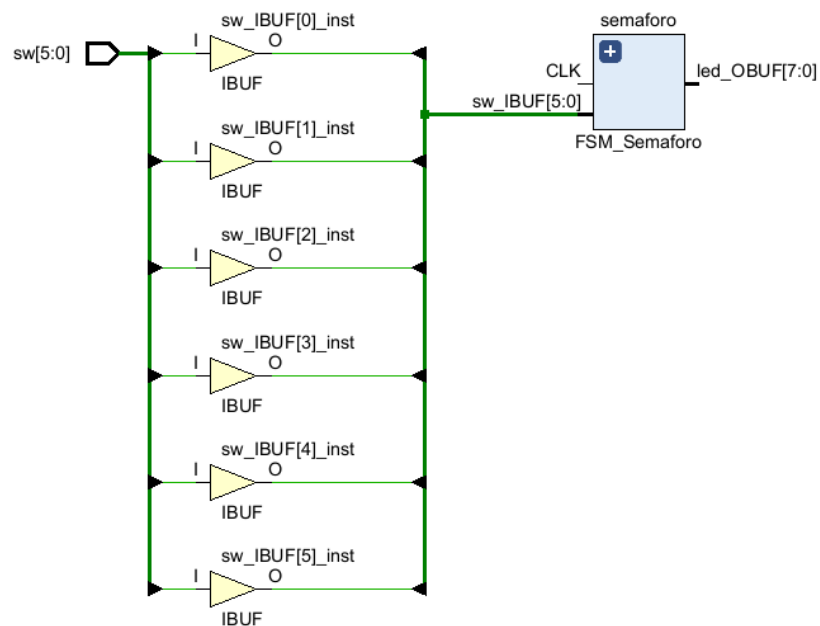 sw[5:0]
sw_IBUF[0]_inst
I
O
IBUF
sw_IBUF[1]_inst
I
O
IBUF
sw_IBUF[2]_inst
I
O
IBUF
sw_IBUF[3]_inst
I
O
IBUF
sw_IBUF[4]_inst
I
O
IBUF
sw_IBUF[5]_inst
I
O
IBUF
semaforo
+
CLK
sw_IBUF[5:0]
led_OBUF[7:0]
FSM_Semaforo